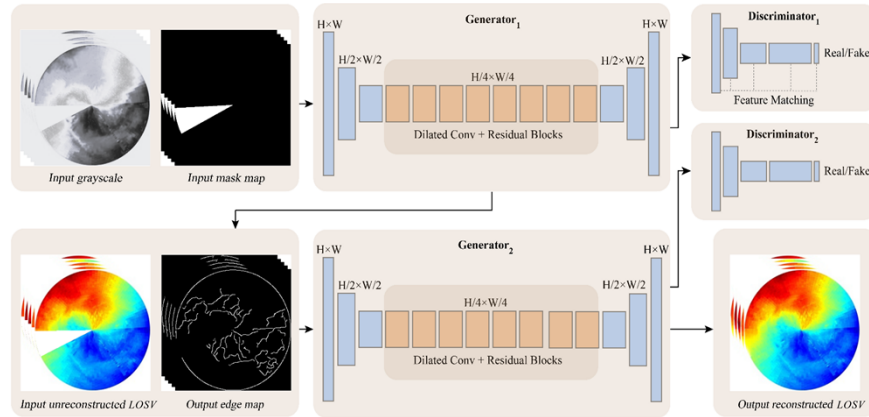 Generator1
H×W
H/2×W/2
H/4×W/4
Dilated Conv + Residual Blocks
H/2×W/2
H×W
Discriminator1
Real/Fake
Feature Matching
Input grayscale
Input mask map
Discriminator2
Real/Fake
Generator2
H×W
H/2×W/2
H/4×W/4
Dilated Conv + Residual Blocks
H/2×W/2
H×W
Input unreconstructed LOSV
Output edge map
Output reconstructed LOSV